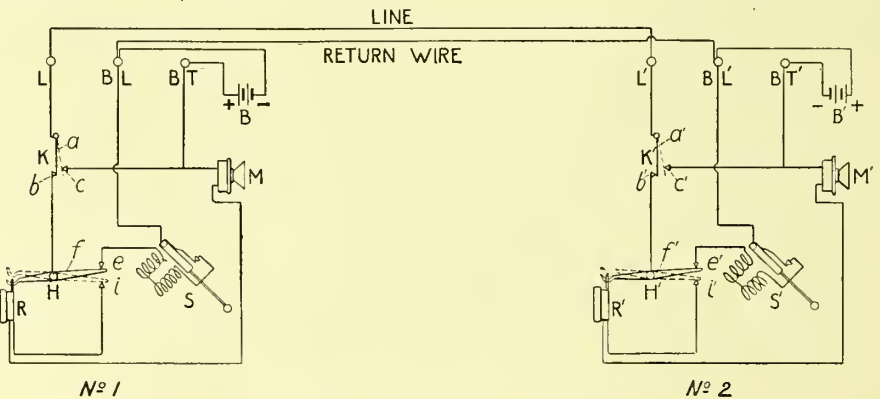 LINE
RETURN WIRE
L B L B T + B − L' B L' B T' − B' +
a a'
K M K' M'
b c b' c'
f e f' e'
H i H' i'
R S R' S'
Nº 1 Nº 2